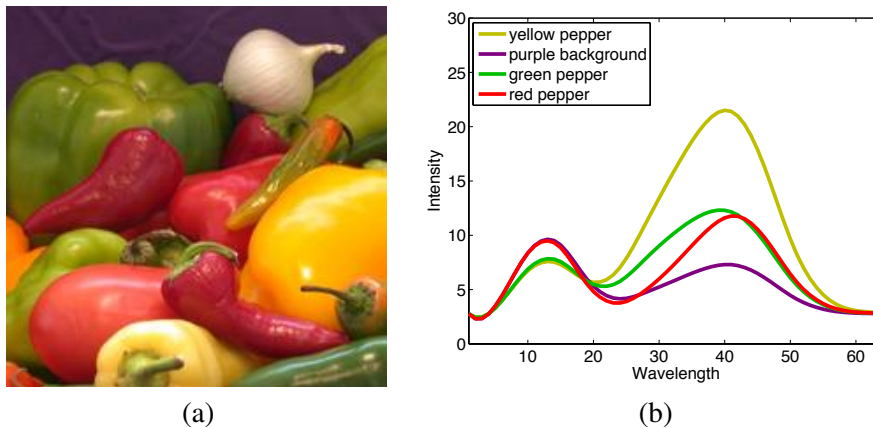 30
yellow pepper
purple background
25
green pepper
red pepper
20
Intensity
15
10
5
0
10 20 30 40 50 60
Wavelength
(a) (b)